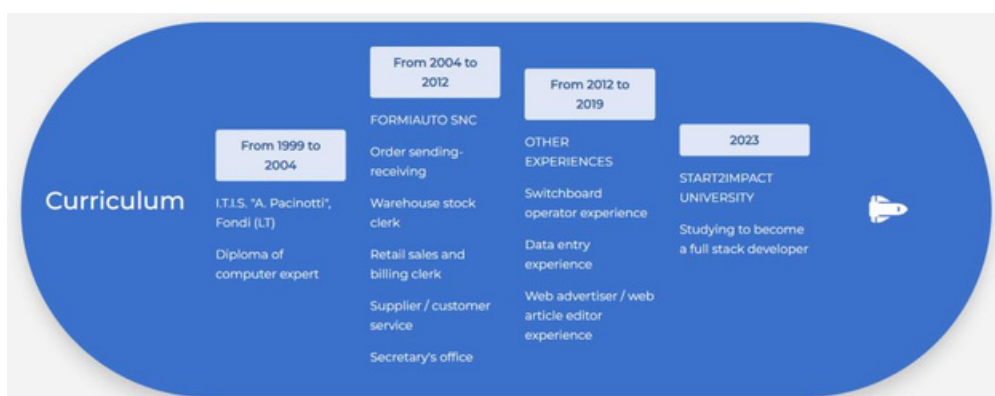 Curriculum
From 1999 to
2004
I.T.I.S. "A. Pacinotti",
Fondi (LT)
Diploma of
computer expert
From 2004 to
2012
FORMIAUTO SNC
Order sending-
receiving
Warehouse stock
clerk
Retail sales and
billing clerk
Supplier / customer
service
Secretary's office
From 2012 to
2019
OTHER
EXPERIENCES
Switchboard
operator experience
Data entry
experience
Web advertiser / web
article editor
experience
2023
START2IMPACT
UNIVERSITY
Studying to become
a full stack developer